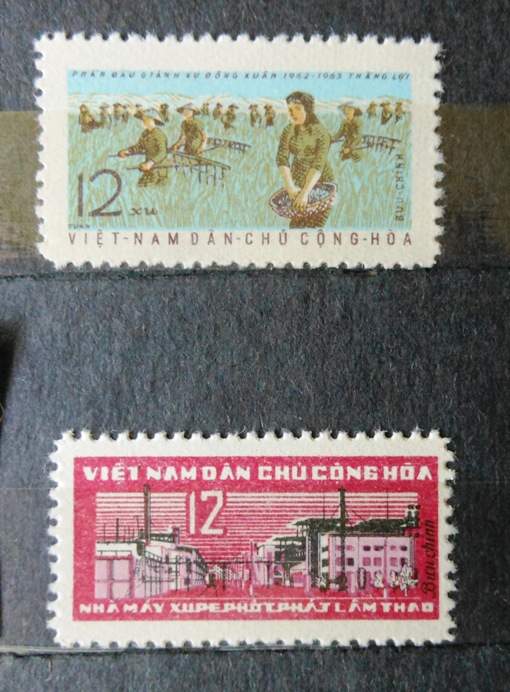 PHẤN ĐẤU GIÀNH VỤ ĐÔNG XUÂN 1962-1963 THẮNG LỢI
12 xu
BƯU-CHÍNH
TUẤN
VIỆT-NAM DÂN-CHỦ CỘNG-HÒA
VIỆT NAM DÂN CHỦ CỘNG HÒA
12
Bưu chính
NHÀ MÁY XUPE PHỐT PHÁT LÂM THAO